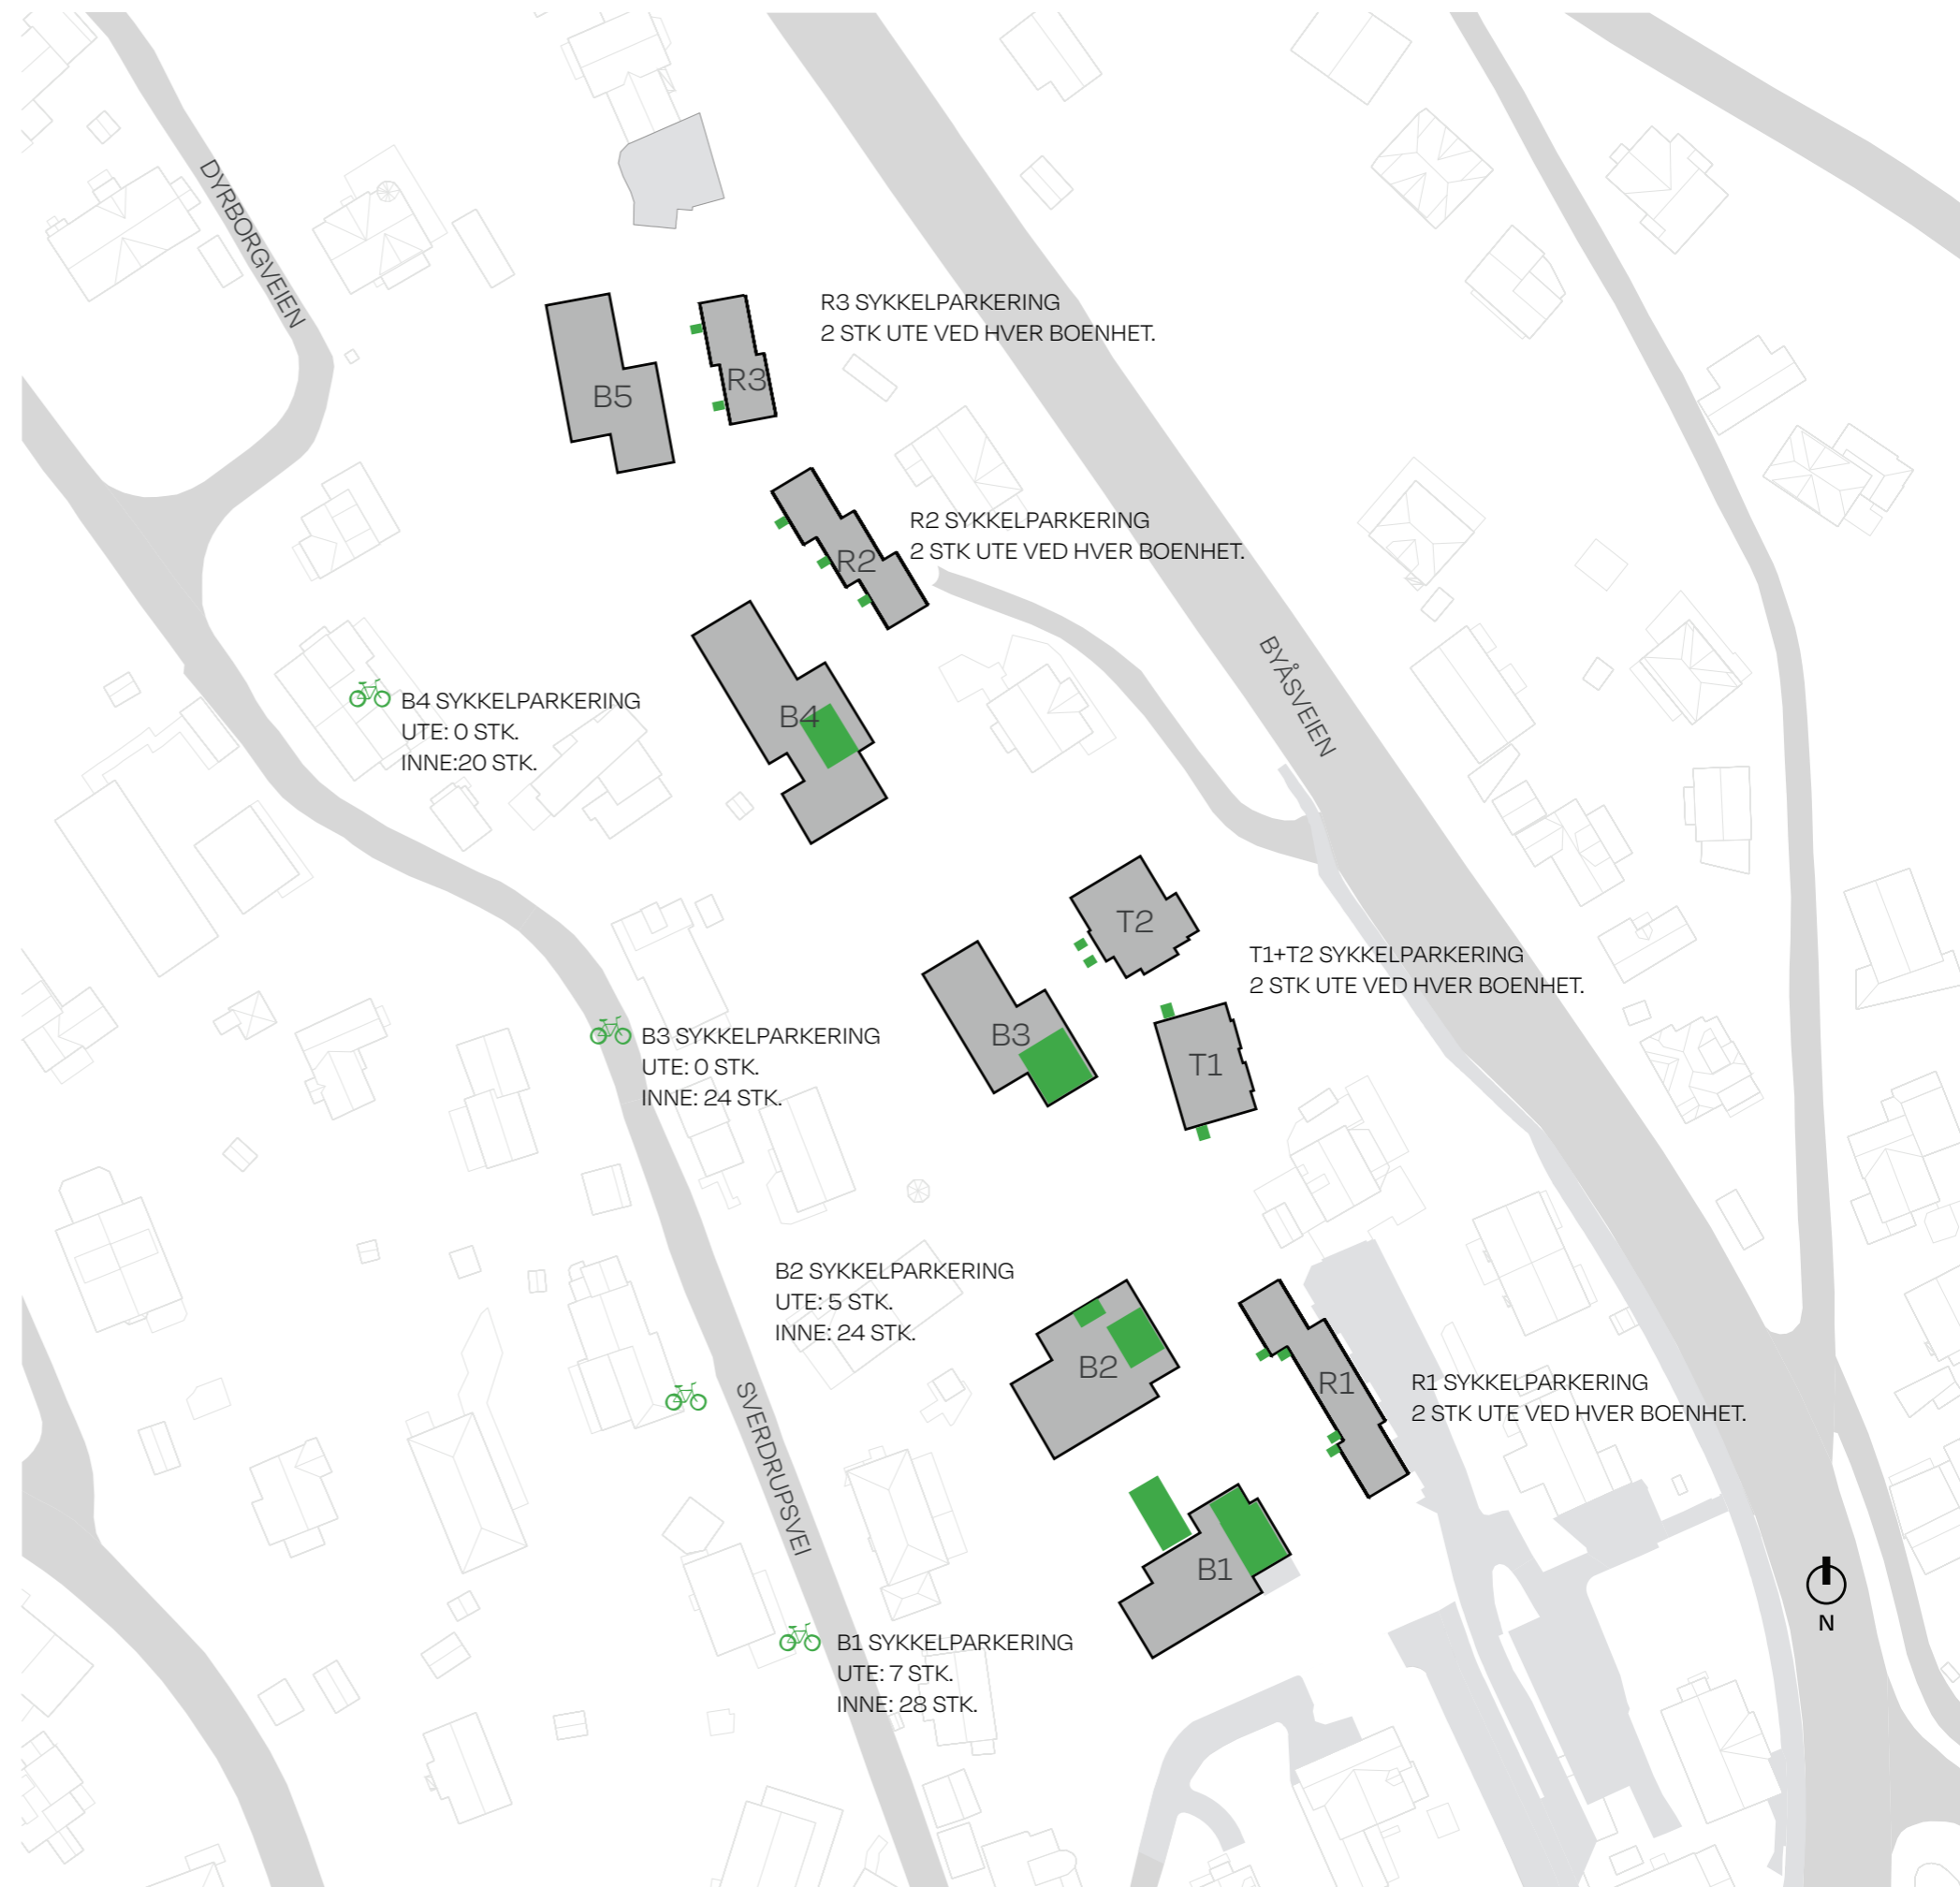 DYRBORGVEIEN
R3 SYKKELPARKERING
2 STK UTE VED HVER BOENHET.
B5
R3
R2 SYKKELPARKERING
2 STK UTE VED HVER BOENHET.
R2
BYÅSVEIEN
B4 SYKKELPARKERING
UTE: 0 STK.
INNE:20 STK.
B4
T2
T1+T2 SYKKELPARKERING
2 STK UTE VED HVER BOENHET.
B3
T1
B3 SYKKELPARKERING
UTE: 0 STK.
INNE: 24 STK.
B2 SYKKELPARKERING
UTE: 5 STK.
INNE: 24 STK.
B2
R1
R1 SYKKELPARKERING
2 STK UTE VED HVER BOENHET.
SVERDRUPSVEI
B1
N
B1 SYKKELPARKERING
UTE: 7 STK.
INNE: 28 STK.